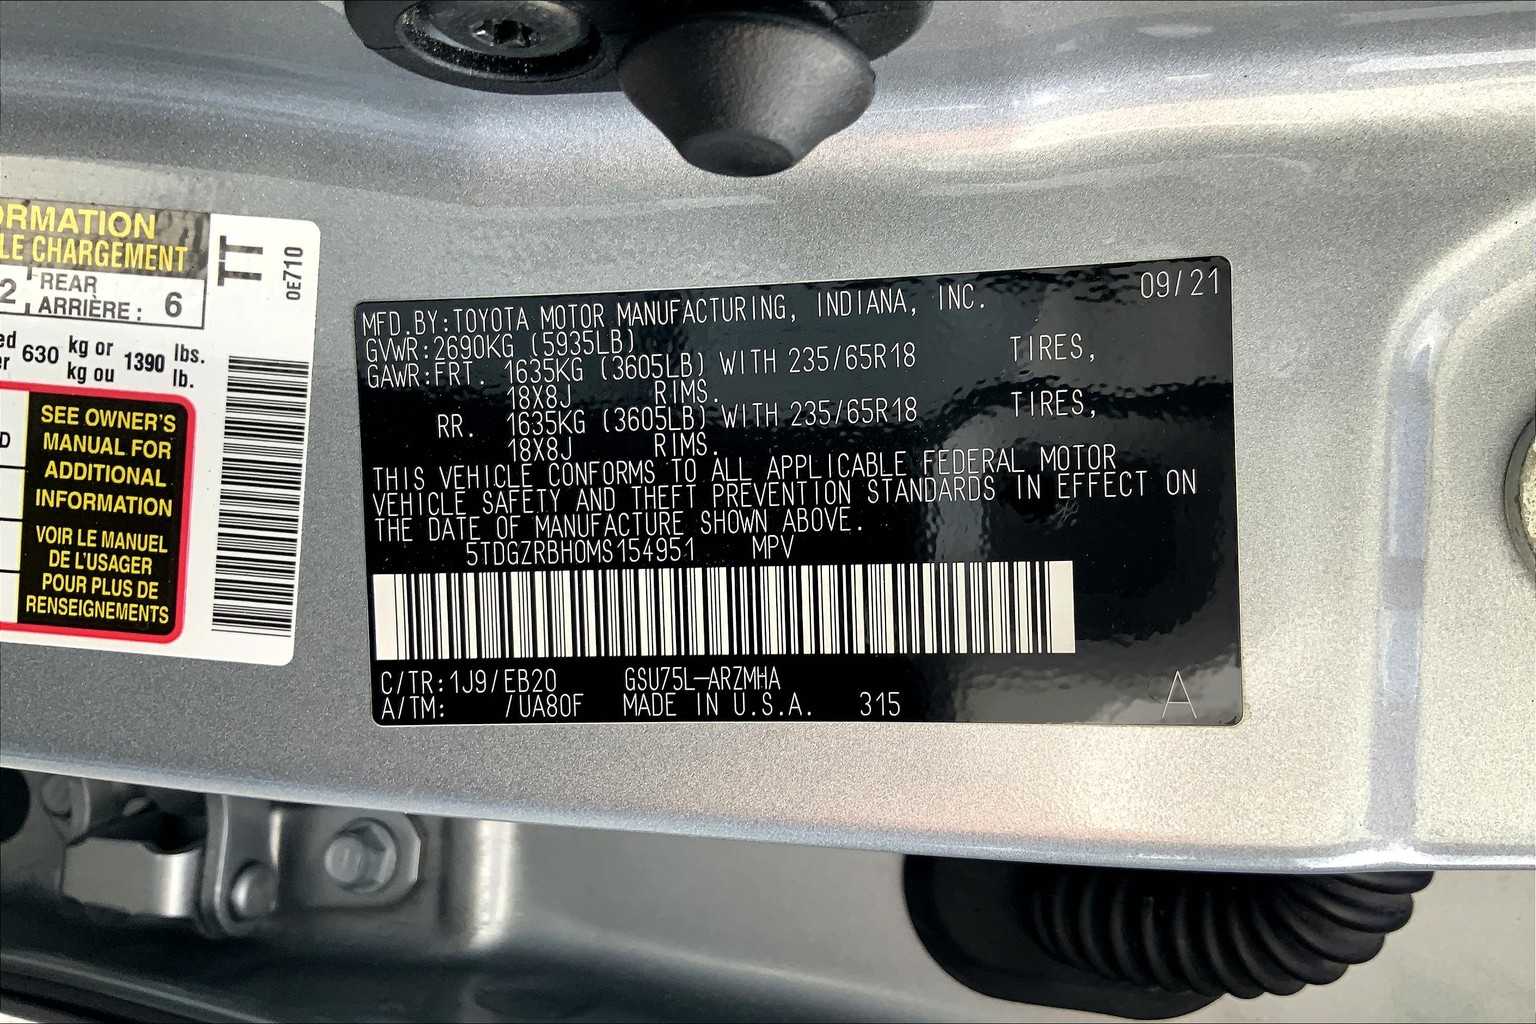 ORMATION
LE CHARGEMENT
TT
0E710
2
REAR
ARRIÈRE : 6
ed
er
630 kg or 1390 lbs.
kg ou lb.
D
SEE OWNER'S
MANUAL FOR
ADDITIONAL
INFORMATION
VOIR LE MANUEL
DE L'USAGER
POUR PLUS DE
RENSEIGNEMENTS
09/21
MFD.BY:TOYOTA MOTOR MANUFACTURING, INDIANA, INC.
GVWR:2690KG (5935LB)
GAWR:FRT. 1635KG (3605LB) WITH 235/65R18 TIRES,
18X8J RIMS.
RR. 1635KG (3605LB) WITH 235/65R18 TIRES,
18X8J RIMS.
THIS VEHICLE CONFORMS TO ALL APPLICABLE FEDERAL MOTOR
VEHICLE SAFETY AND THEFT PREVENTION STANDARDS IN EFFECT ON
THE DATE OF MANUFACTURE SHOWN ABOVE.
5TDGZRBH0MS154951 MPV
C/TR:1J9/EB20 GSU75L-ARZMHA
A/TM: /UA80F MADE IN U.S.A. 315
A